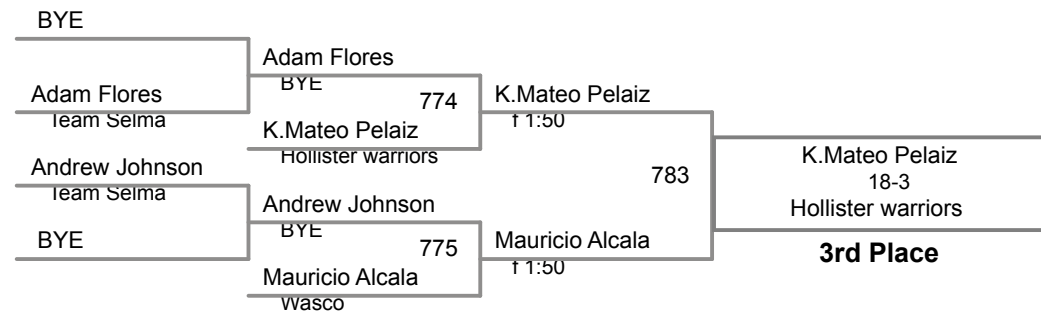 BYE
Adam Flores
Team Selma
Andrew Johnson
Team Selma
BYE
Adam Flores
BYE
774
K.Mateo Pelaiz
Hollister warriors
Andrew Johnson
BYE
775
Mauricio Alcala
Wasco
K.Mateo Pelaiz
f 1:50
783
Mauricio Alcala
f 1:50
K.Mateo Pelaiz
18-3
Hollister warriors
3rd Place